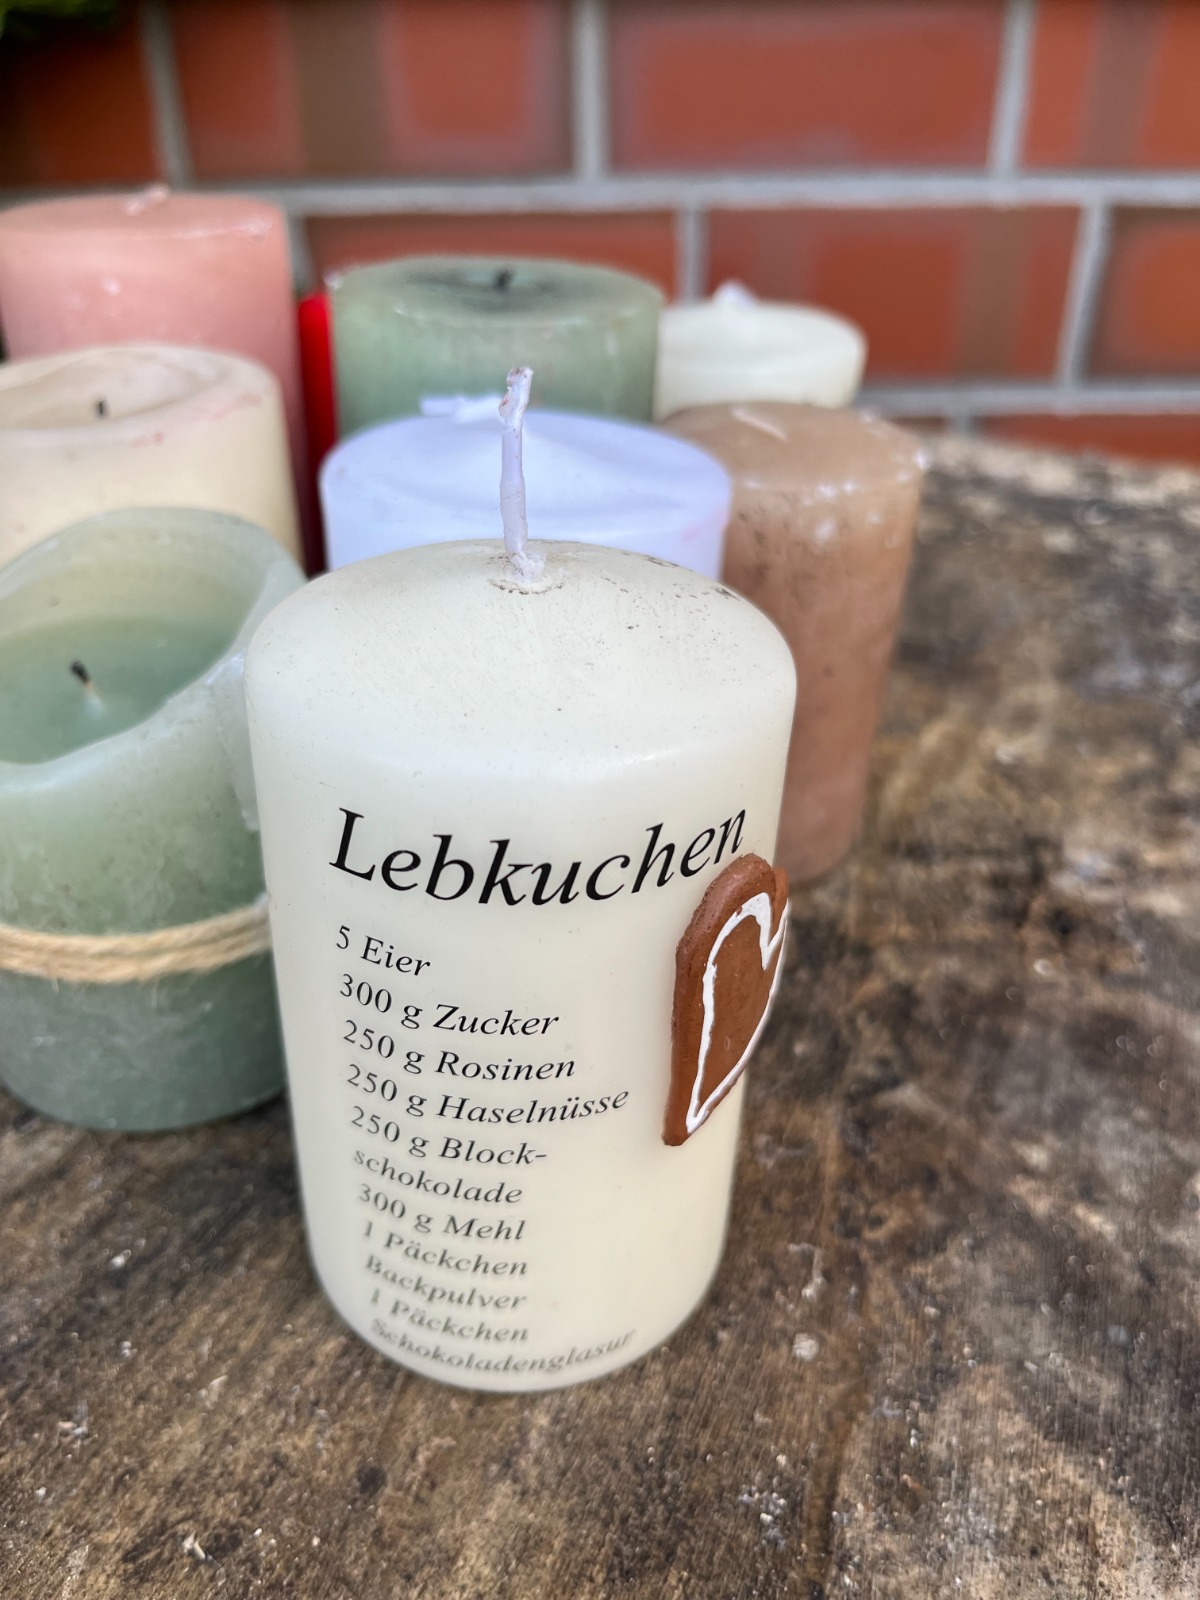 Lebkuchen
5 Eier
300 g Zucker
250 g Rosinen
250 g Haselnüsse
250 g Block-
schokolade
300 g Mehl
1 Päckchen
Backpulver
1 Päckchen
Schokoladenglasur